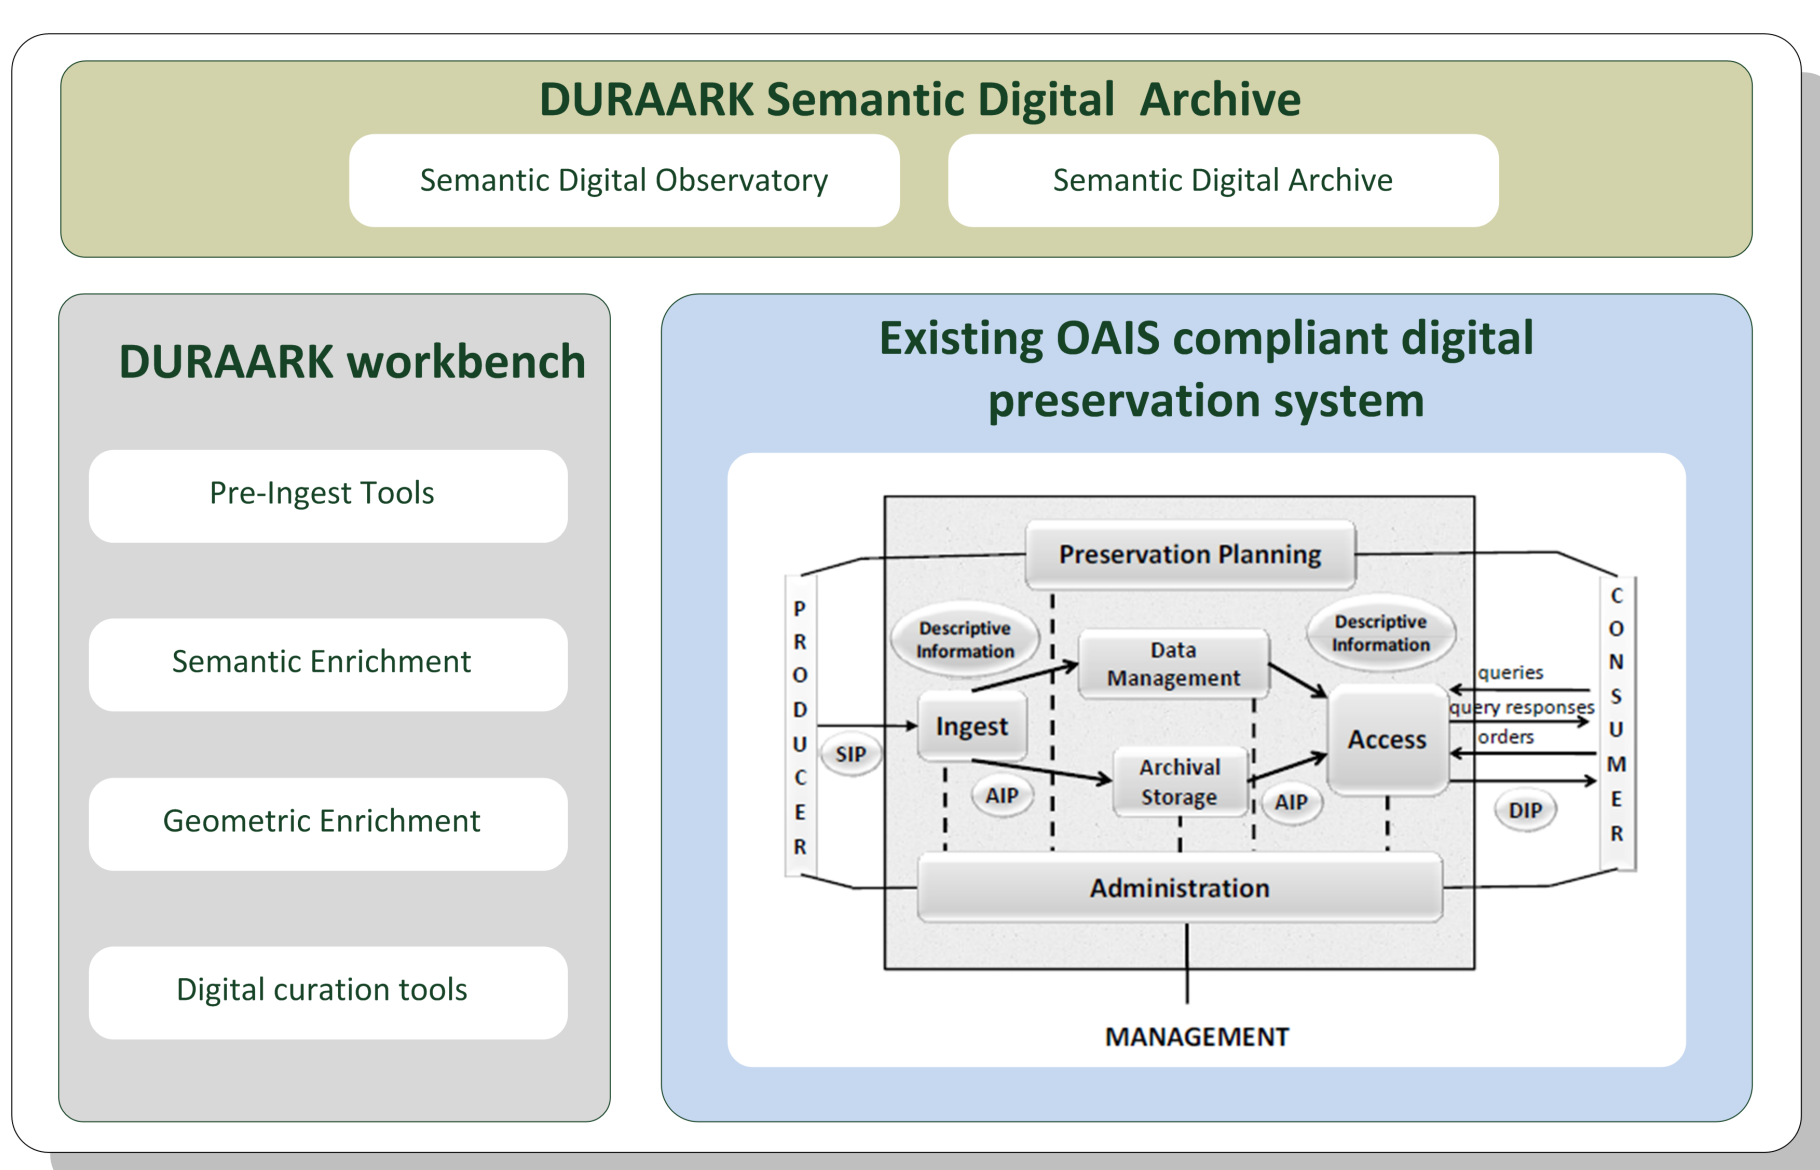 DURAARK Semantic Digital  Archive
Semantic Digital Observatory
Semantic Digital Archive
DURAARK workbench
Pre-Ingest Tools
Semantic Enrichment
Geometric Enrichment
Digital curation tools
Existing OAIS compliant digital
preservation system
Preservation Planning
PRODUCER
Descriptive
Information
Data
Management
Descriptive
Information
Ingest
SIP
AIP
Archival
Storage
AIP
Access
queries
query responses
orders
DIP
CONSUMER
Administration
MANAGEMENT